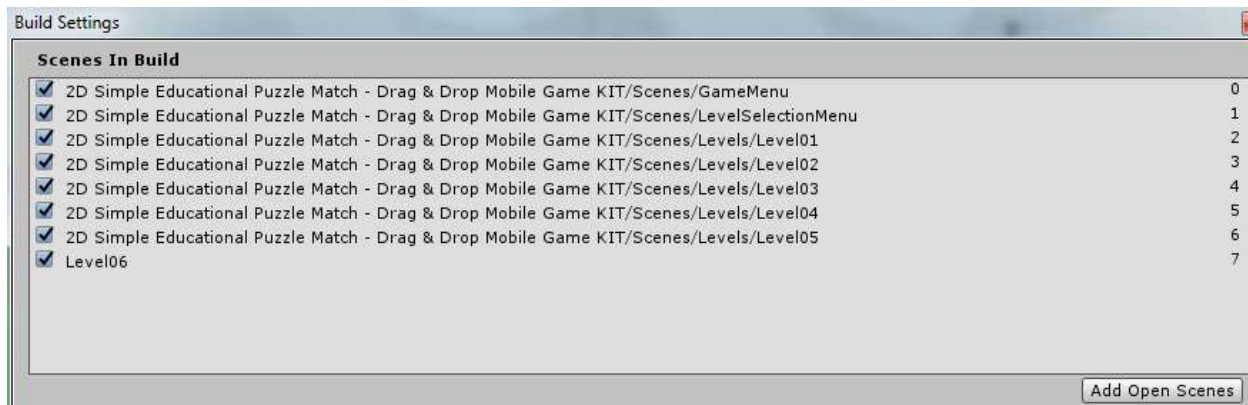 Build Settings
Scenes In Build
2D Simple Educational Puzzle Match - Drag & Drop Mobile Game KIT/Scenes/GameMenu 0
2D Simple Educational Puzzle Match - Drag & Drop Mobile Game KIT/Scenes/LevelSelectionMenu 1
2D Simple Educational Puzzle Match - Drag & Drop Mobile Game KIT/Scenes/Levels/Level01 2
2D Simple Educational Puzzle Match - Drag & Drop Mobile Game KIT/Scenes/Levels/Level02 3
2D Simple Educational Puzzle Match - Drag & Drop Mobile Game KIT/Scenes/Levels/Level03 4
2D Simple Educational Puzzle Match - Drag & Drop Mobile Game KIT/Scenes/Levels/Level04 5
2D Simple Educational Puzzle Match - Drag & Drop Mobile Game KIT/Scenes/Levels/Level05 6
Level06 7
Add Open Scenes